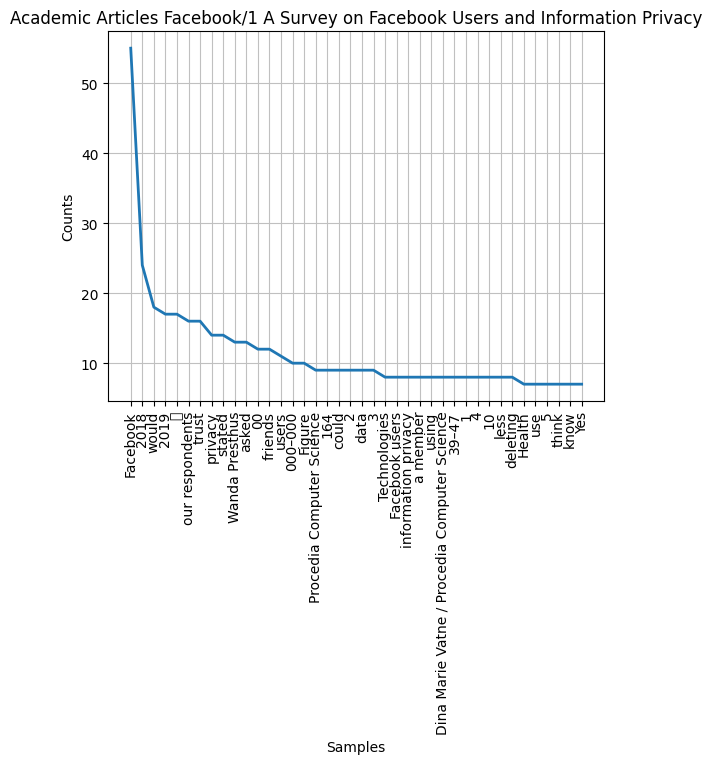 Academic Articles Facebook/1 A Survey on Facebook Users and Information Privacy
50
40
30
20
10
Counts
Facebook
2018
would
2019
our respondents
trust
privacy
stated
Wanda Presthus
asked
00
friends
users
000–000
Figure
Procedia Computer Science
164
could
2
data
3
Technologies
Facebook users
information privacy
a member
using
Dina Marie Vatne / Procedia Computer Science
39–47
1
4
10
less
deleting
Health
use
5
think
know
Yes
Samples